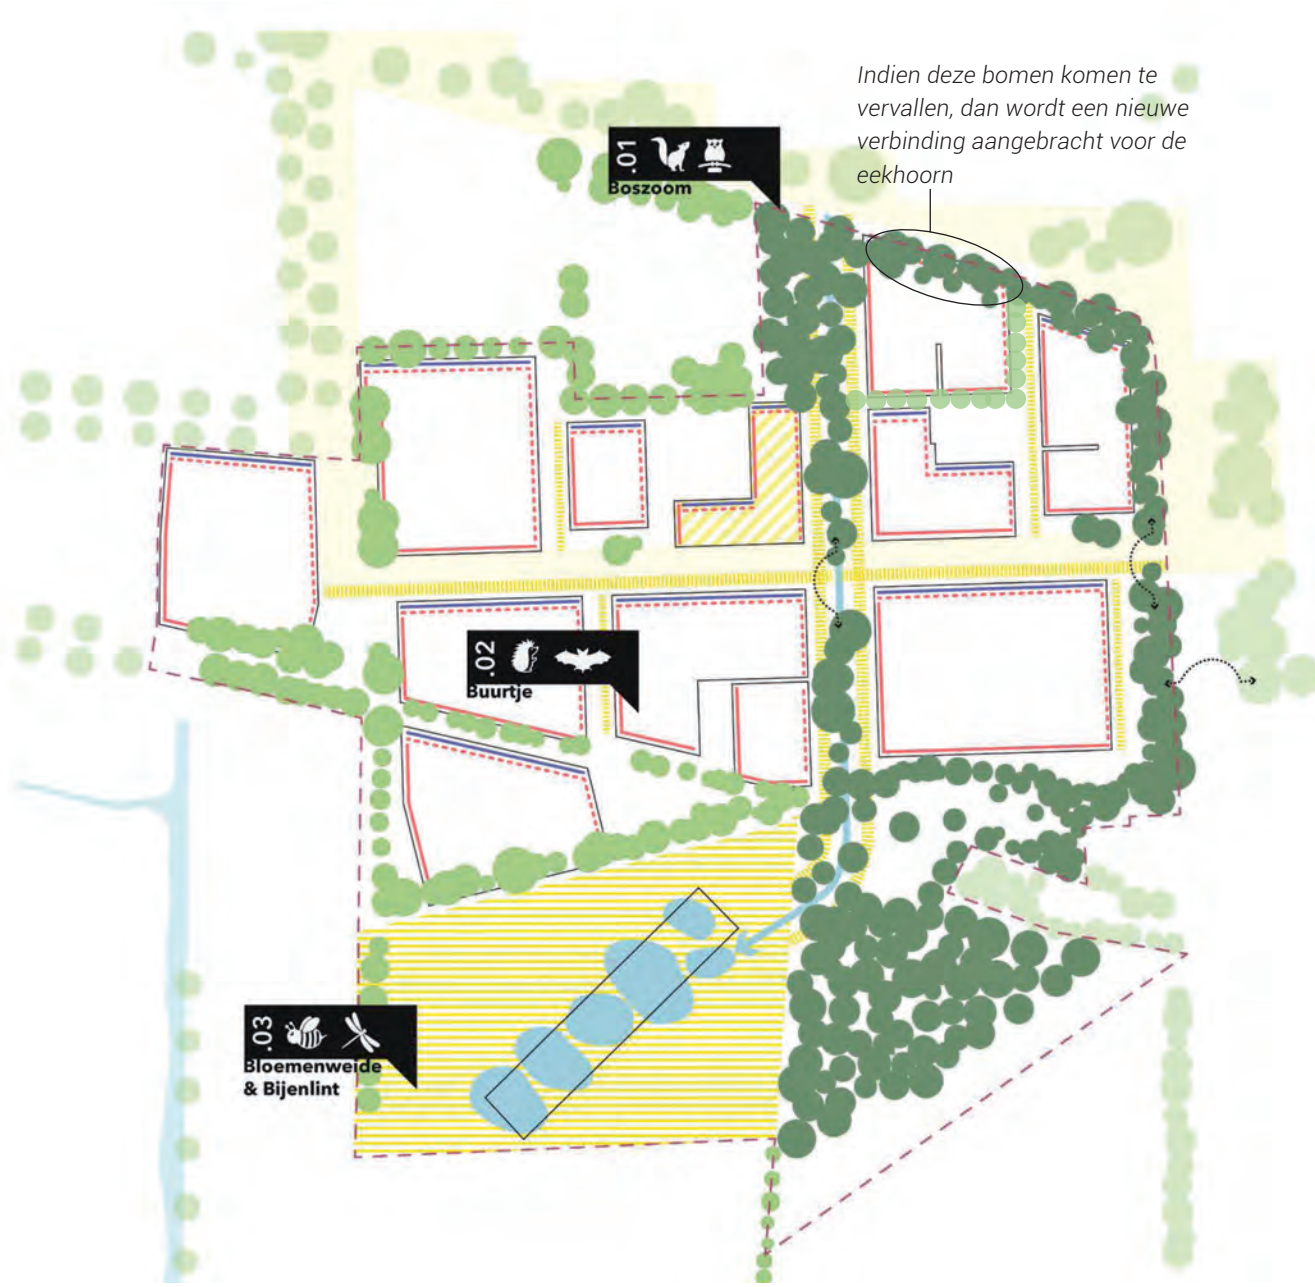 Indien deze bomen komen te
vervallen, dan wordt een nieuwe
verbinding aangebracht voor de
eekhoorn
.01
Boszoom
.02
Buurtje
.03
Bloemenweide
& Bijenlint